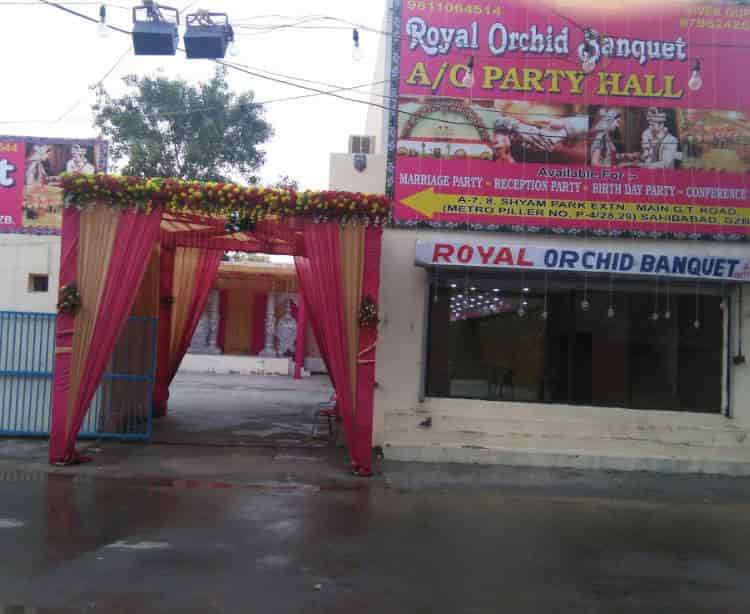 9811064514
Royal Orchid Banquet
A/C PARTY HALL
Available For :-
MARRIAGE PARTY - RECEPTION PARTY - BIRTH DAY PARTY - CONFERENCE
A-7, 8, SHYAM PARK EXTN. MAIN G.T. ROAD,
(METRO PILLER NO. P-4/28,29) SAHIBABAD, GZB
ROYAL ORCHID BANQUET
ZB.